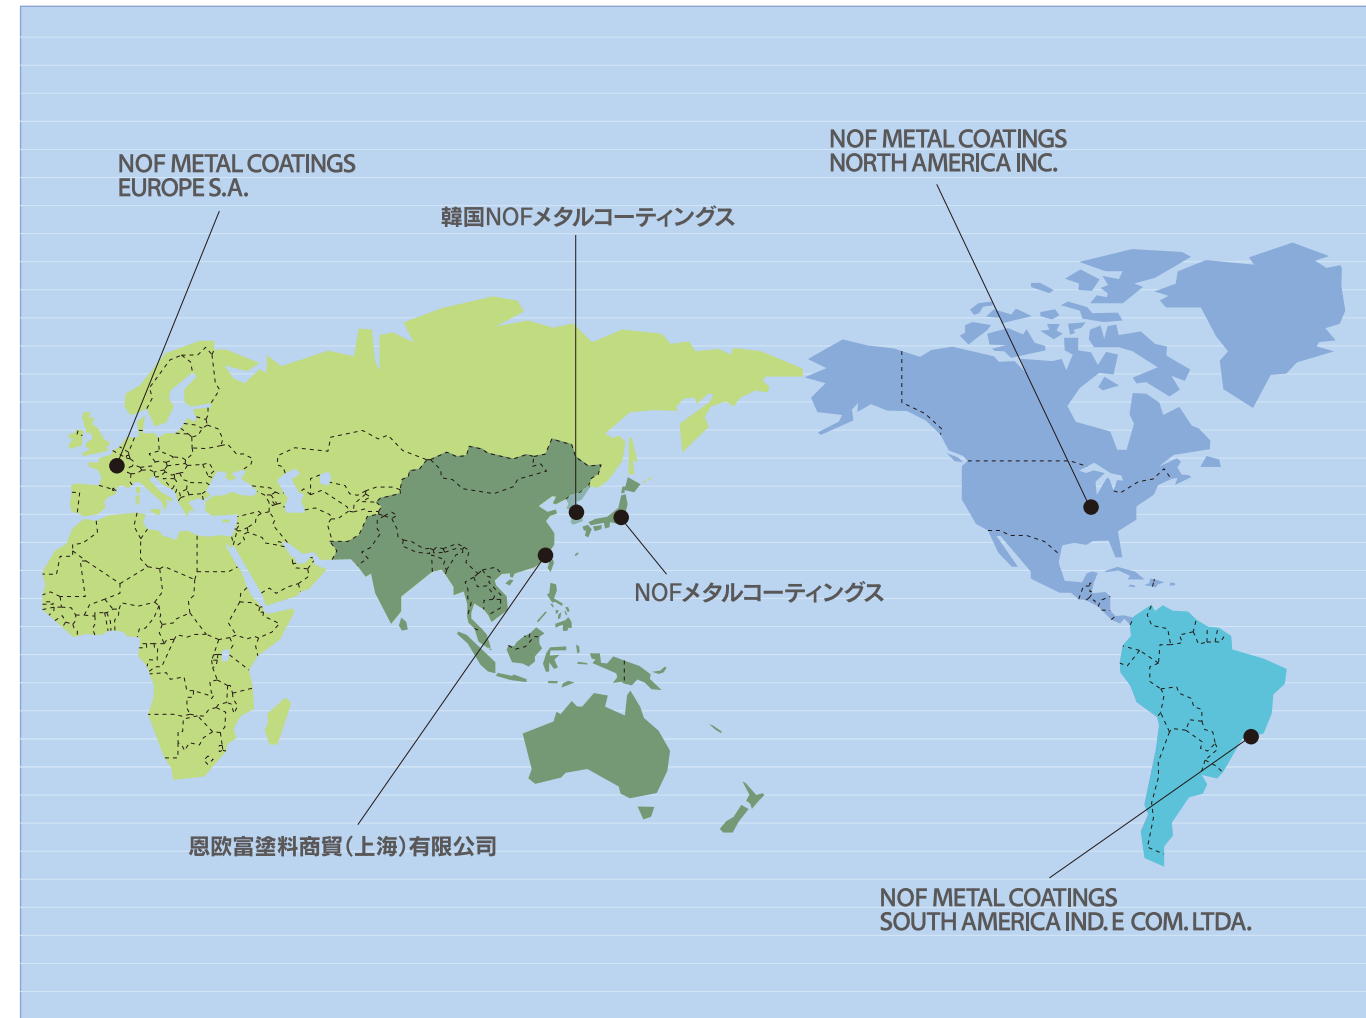 NOF METAL COATINGS
NORTH AMERICA INC.
NOF METAL COATINGS
EUROPE S.A.
韓国NOFメタルコーティングス
NOFメタルコーティングス
恩欧富塗料商貿(上海)有限公司
NOF METAL COATINGS
SOUTH AMERICA IND. E COM. LTDA.